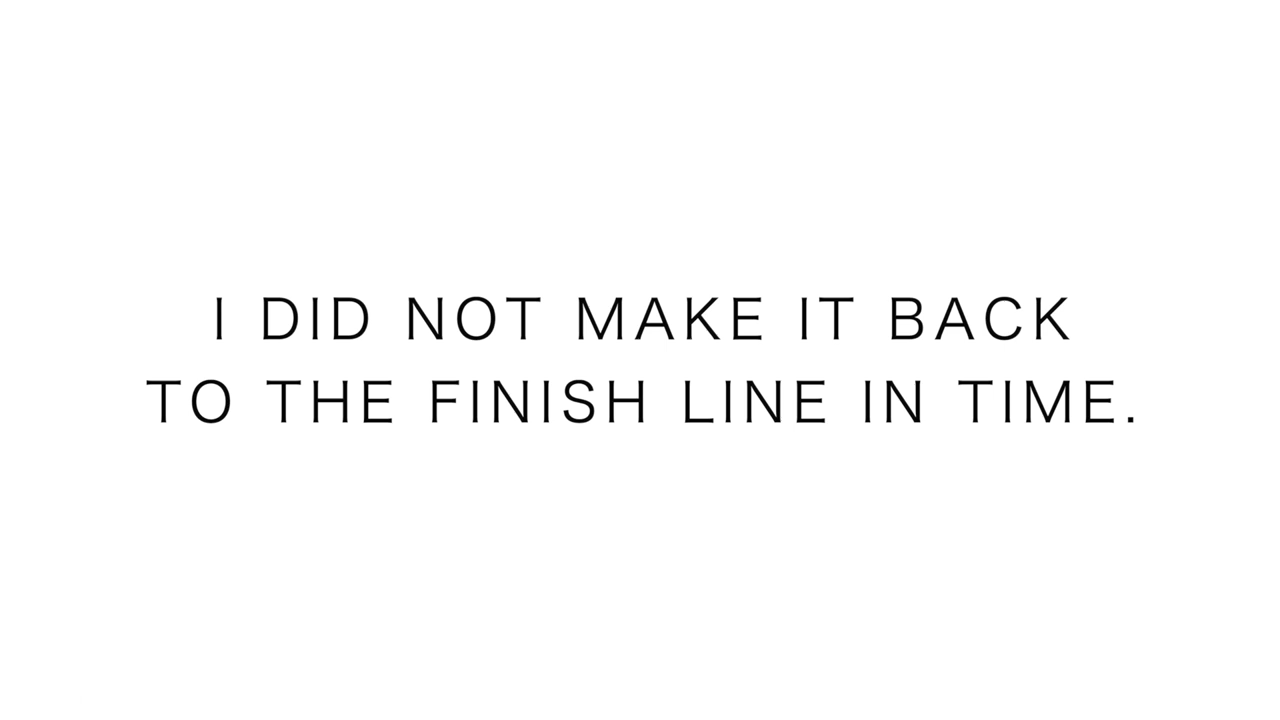 I DID NOT MAKE IT BACK
TO THE FINISH LINE IN TIME.